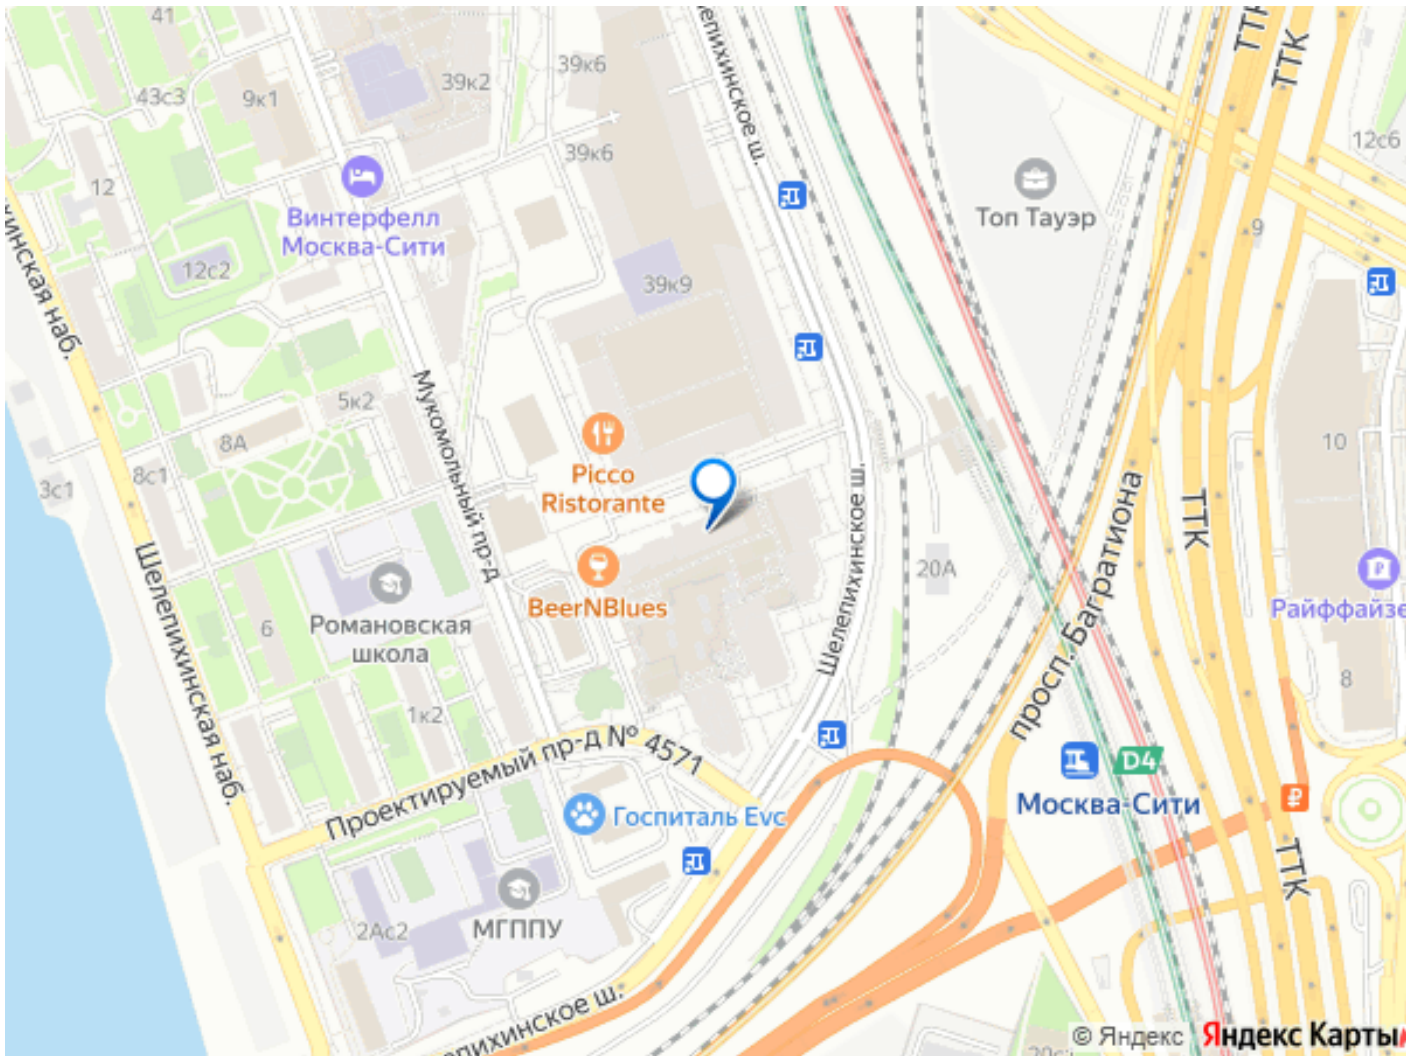 41
43с3
9к1
39к2
39к6
39к6
Шелепихинское ш.
ТТК
ТТК
12с6
12
Винтерфелл
Москва-Сити
12с2
39к9
Топ Тауэр
9
5к2
8А
8с1
3с1
Мукомольный пр-д
Picco
Ristorante
BeerNBlues
Шелепихинское ш.
20А
просп. Багратиона
ТТК
10
8
Шелепихинская наб.
Романовская
школа
6
1к2
Проектируемый пр-д № 4571
Госпиталь Evc
D4
Москва-Сити
ТТК
МГППУ
2Ас2
© Яндекс
Яндекс Карты